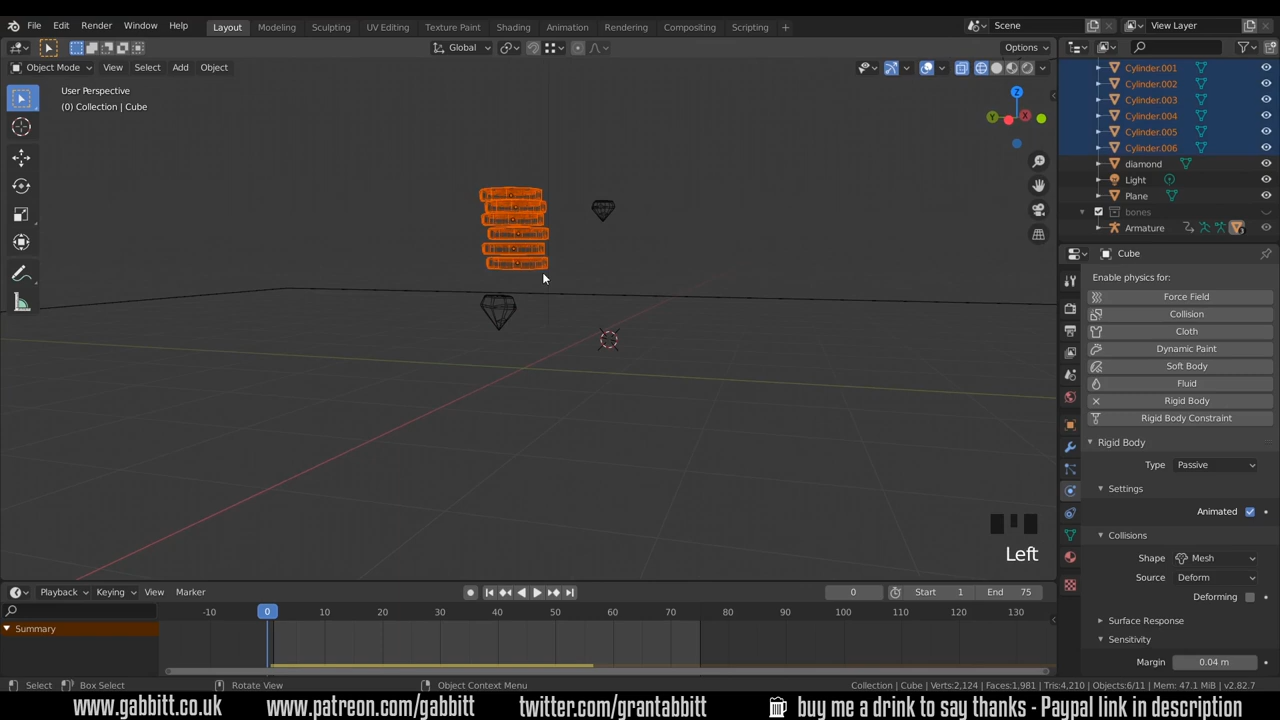 File Edit Render Window Help Layout Modeling Sculpting UV Editing Texture Paint Shading Animation Rendering Compositing Scripting + Scene View Layer
Global Options
Object Mode View Select Add Object
User Perspective
(0) Collection | Cube
Z
Y
X
Left
Cylinder.001
Cylinder.002
Cylinder.003
Cylinder.004
Cylinder.005
Cylinder.006
diamond
Light
Plane
bones
Armature
Cube
Enable physics for:
Force Field
Collision
Cloth
Dynamic Paint
Soft Body
Fluid
Rigid Body
Rigid Body Constraint
Rigid Body
Type Passive
Settings
Animated
Collisions
Shape Mesh
Source Deform
Deforming
Surface Response
Sensitivity
Margin 0.04 m
Playback Keying View Marker 0 Start 1 End 75
-10 0 10 20 30 40 50 60 70 80 90 100 110 120 130
Summary
Select Box Select Rotate View Object Context Menu Collection | Cube | Verts:2,124 | Faces:1,981 | Tris:4,210 | Objects:6/11 | Mem: 47.1 MiB | v2.82.7
www.gabbitt.co.uk www.patreon.com/gabbitt twitter.com/grantabbitt buy me a drink to say thanks - Paypal link in description